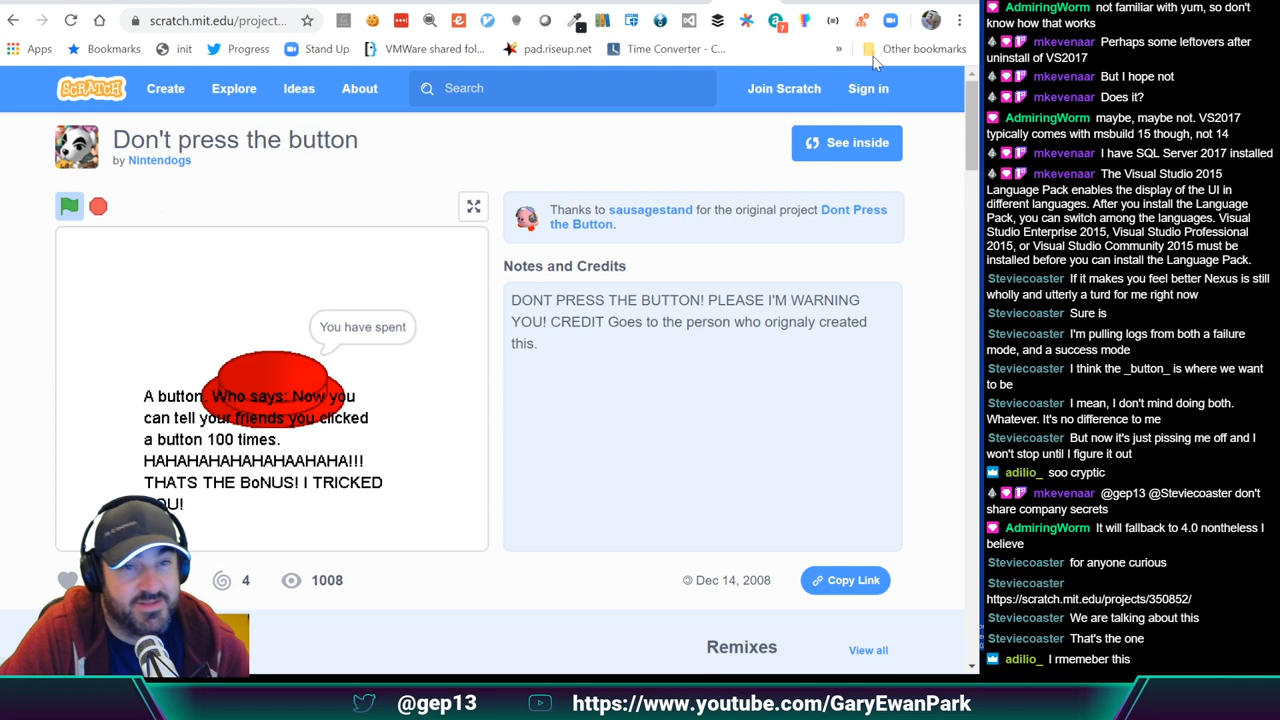 scratch.mit.edu/project...
Apps
Bookmarks
init
Progress
Stand Up
VMWare shared fol...
pad.riseup.net
Time Converter - C...
»
Other bookmarks
7
SCRATCH
Create
Explore
Ideas
About
Search
Join Scratch
Sign in
Don't press the button
by Nintendogs
See inside
Thanks to sausagestand for the original project Dont Press
the Button.
Notes and Credits
DONT PRESS THE BUTTON! PLEASE I'M WARNING
YOU! CREDIT Goes to the person who orignaly created
this.
You have spent
A button. Who says: Now you
can tell your friends you clicked
a button 100 times.
HAHAHAHAHAHAAHAHA!!!
THATS THE BoNUS! I TRICKED
4
1008
© Dec 14, 2008
Copy Link
Remixes
View all
AdmiringWorm not familiar with yum, so don't
know how that works
mkevenaar Perhaps some leftovers after
uninstall of VS2017
mkevenaar But I hope not
mkevenaar Does it?
AdmiringWorm maybe, maybe not. VS2017
typically comes with msbuild 15 though, not 14
mkevenaar I have SQL Server 2017 installed
mkevenaar The Visual Studio 2015
Language Pack enables the display of the UI in
different languages. After you install the Language
Pack, you can switch among the languages. Visual
Studio Enterprise 2015, Visual Studio Professional
2015, or Visual Studio Community 2015 must be
installed before you can install the Language Pack.
Steviecoaster If it makes you feel better Nexus is still
wholly and utterly a turd for me right now
Steviecoaster Sure is
Steviecoaster I'm pulling logs from both a failure
mode, and a success mode
Steviecoaster I think the _button_ is where we want
to be
Steviecoaster I mean, I don't mind doing both.
Whatever. It's no difference to me
Steviecoaster But now it's just pissing me off and I
won't stop until I figure it out
adilio_ soo cryptic
mkevenaar @gep13 @Steviecoaster don't
share company secrets
AdmiringWorm It will fallback to 4.0 nontheless I
believe
Steviecoaster for anyone curious
Steviecoaster
https://scratch.mit.edu/projects/350852/
Steviecoaster We are talking about this
Steviecoaster That's the one
adilio_ I rmemeber this
@gep13
https://www.youtube.com/GaryEwanPark